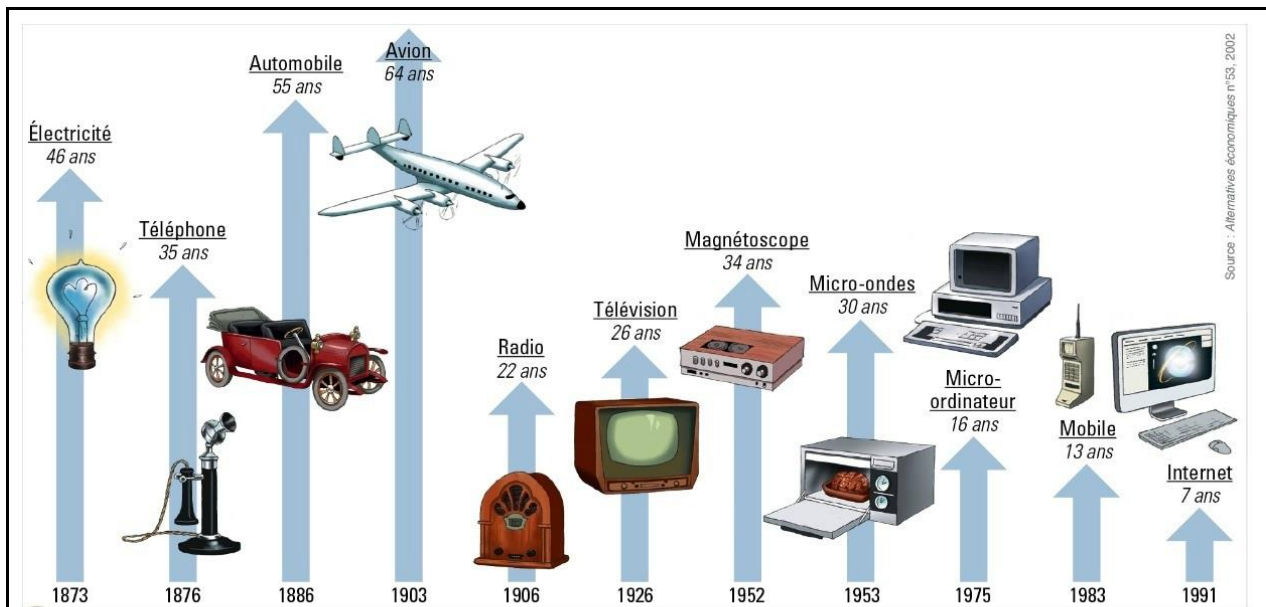 Électricité
46 ans
Téléphone
35 ans
Automobile
55 ans
Avion
64 ans
Radio
22 ans
Télévision
26 ans
Magnétoscope
34 ans
Micro-ondes
30 ans
Micro-
ordinateur
16 ans
Mobile
13 ans
Internet
7 ans
Source : Alternatives économiques n°53, 2002
1873
1876
1886
1903
1906
1926
1952
1953
1975
1983
1991